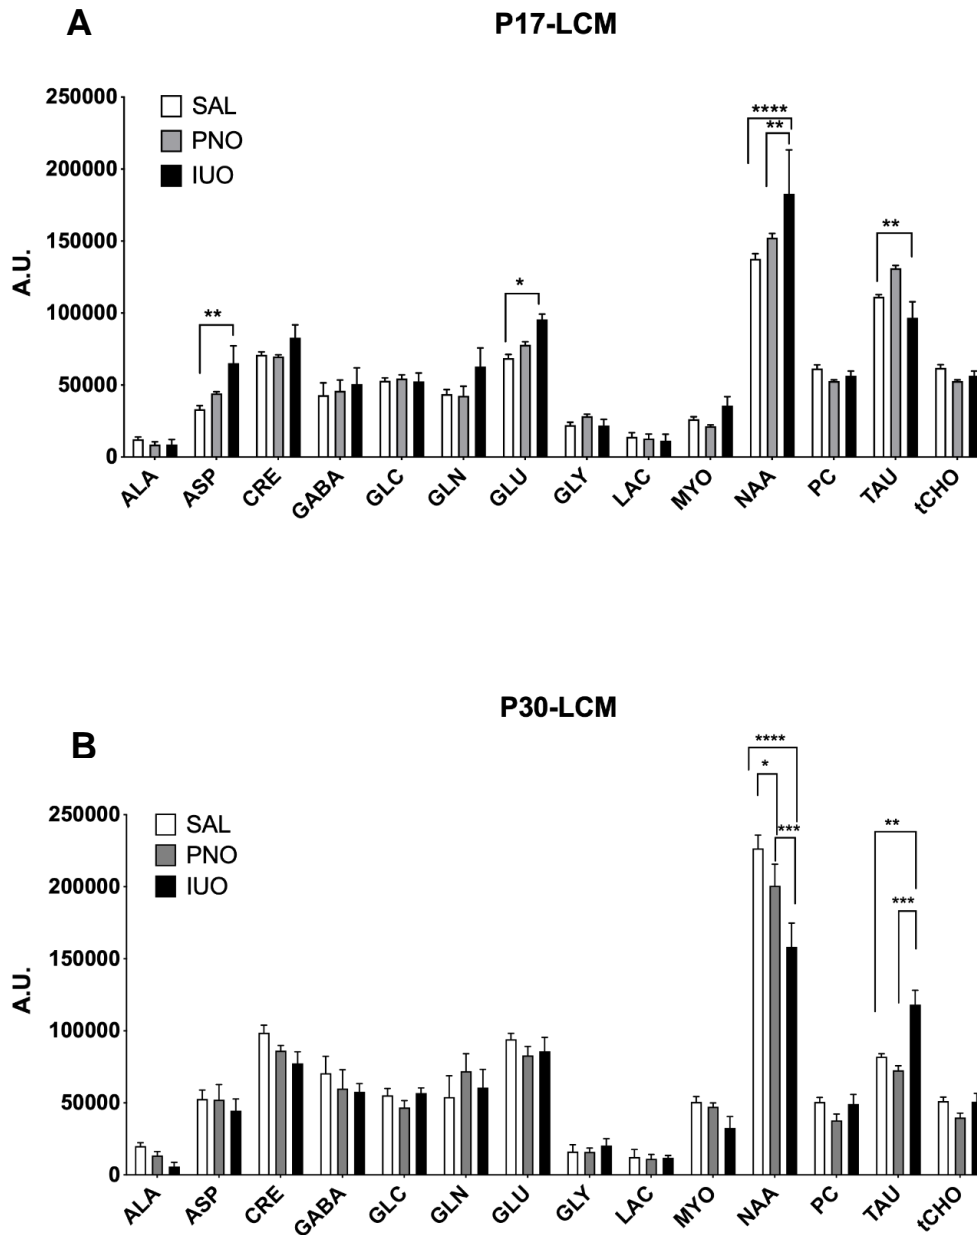 A
P17-LCM
250000
200000
150000
100000
50000
0
A.U.
SAL
PNO
IUO
**
*
****
**
**
ALA
ASP
CRE
GABA
GLC
GLN
GLU
GLY
LAC
MYO
NAA
PC
TAU
tCHO
P30-LCM
B
250000
200000
150000
100000
50000
0
A.U.
SAL
PNO
IUO
****
*
***
**
***
ALA
ASP
CRE
GABA
GLC
GLN
GLU
GLY
LAC
MYO
NAA
PC
TAU
tCHO